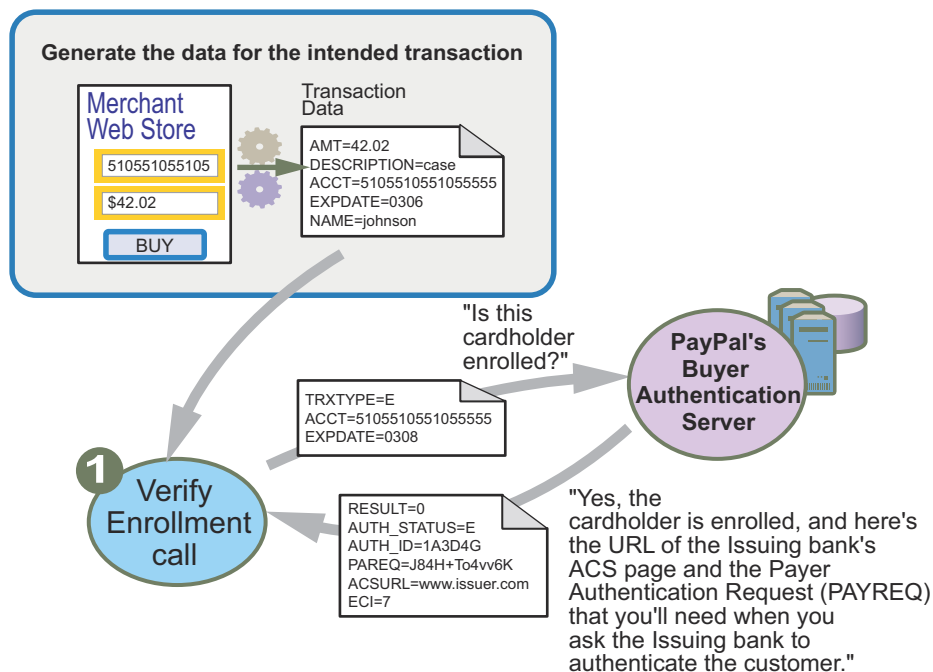 Generate the data for the intended transaction
Merchant
Web Store
510551055105
$42.02
BUY
Transaction
Data
AMT=42.02
DESCRIPTION=case
ACCT=5105510551055555
EXPDATE=0306
NAME=johnson
"Is this
cardholder
enrolled?"
PayPal's
Buyer
Authentication
Server
TRXTYPE=E
ACCT=5105510551055555
EXPDATE=0308
1
Verify
Enrollment
call
RESULT=0
AUTH_STATUS=E
AUTH_ID=1A3D4G
PAREQ=J84H+To4vv6K
ACSURL=www.issuer.com
ECI=7
"Yes, the
cardholder is enrolled, and here's
the URL of the Issuing bank's
ACS page and the Payer
Authentication Request (PAYREQ)
that you'll need when you
ask the Issuing bank to
authenticate the customer."